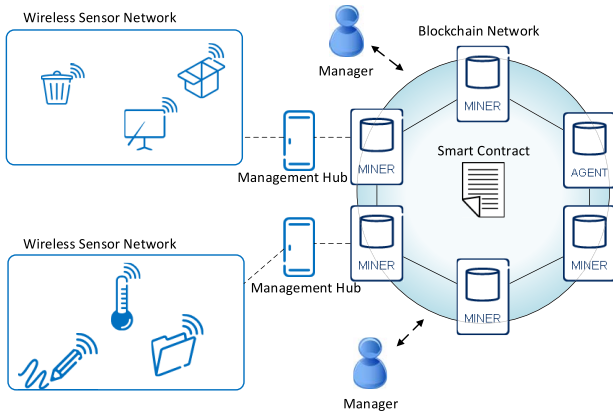 Wireless Sensor Network
Manager
Blockchain Network
MINER
MINER
AGENT
Smart Contract
Management Hub
Wireless Sensor Network
MINER
MINER
Management Hub
MINER
Manager